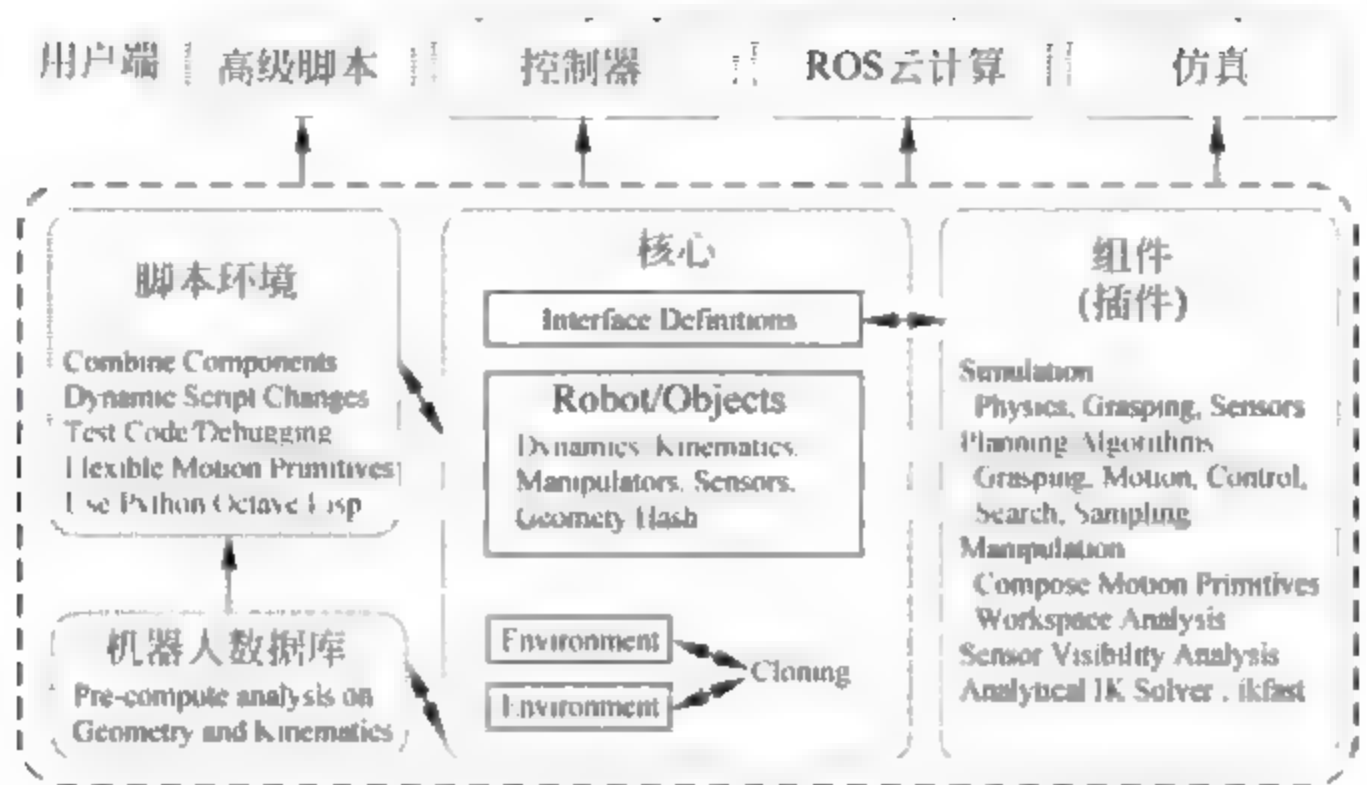 用户端 高级脚本 控制器 ROS云计算 仿真
脚本环境
Combine Components
Dynamic Script Changes
Test Code/Debugging
Flexible Motion Primitives
Use Python Octave Lisp
机器人数据库
Pre-compute analysis on
Geometry and Kinematics
核心
Interface Definitions
Robot/Objects
Dynamics, Kinematics,
Manipulators, Sensors,
Geomety Hash
Environment
Cloning
Environment
组件
(插件)
Simulation
Physics, Grasping, Sensors
Planning Algorithms
Grasping, Motion, Control,
Search, Sampling
Manipulation
Compose Motion Primitives
Workspace Analysis
Sensor Visibility Analysis
Analytical IK Solver : ikfast